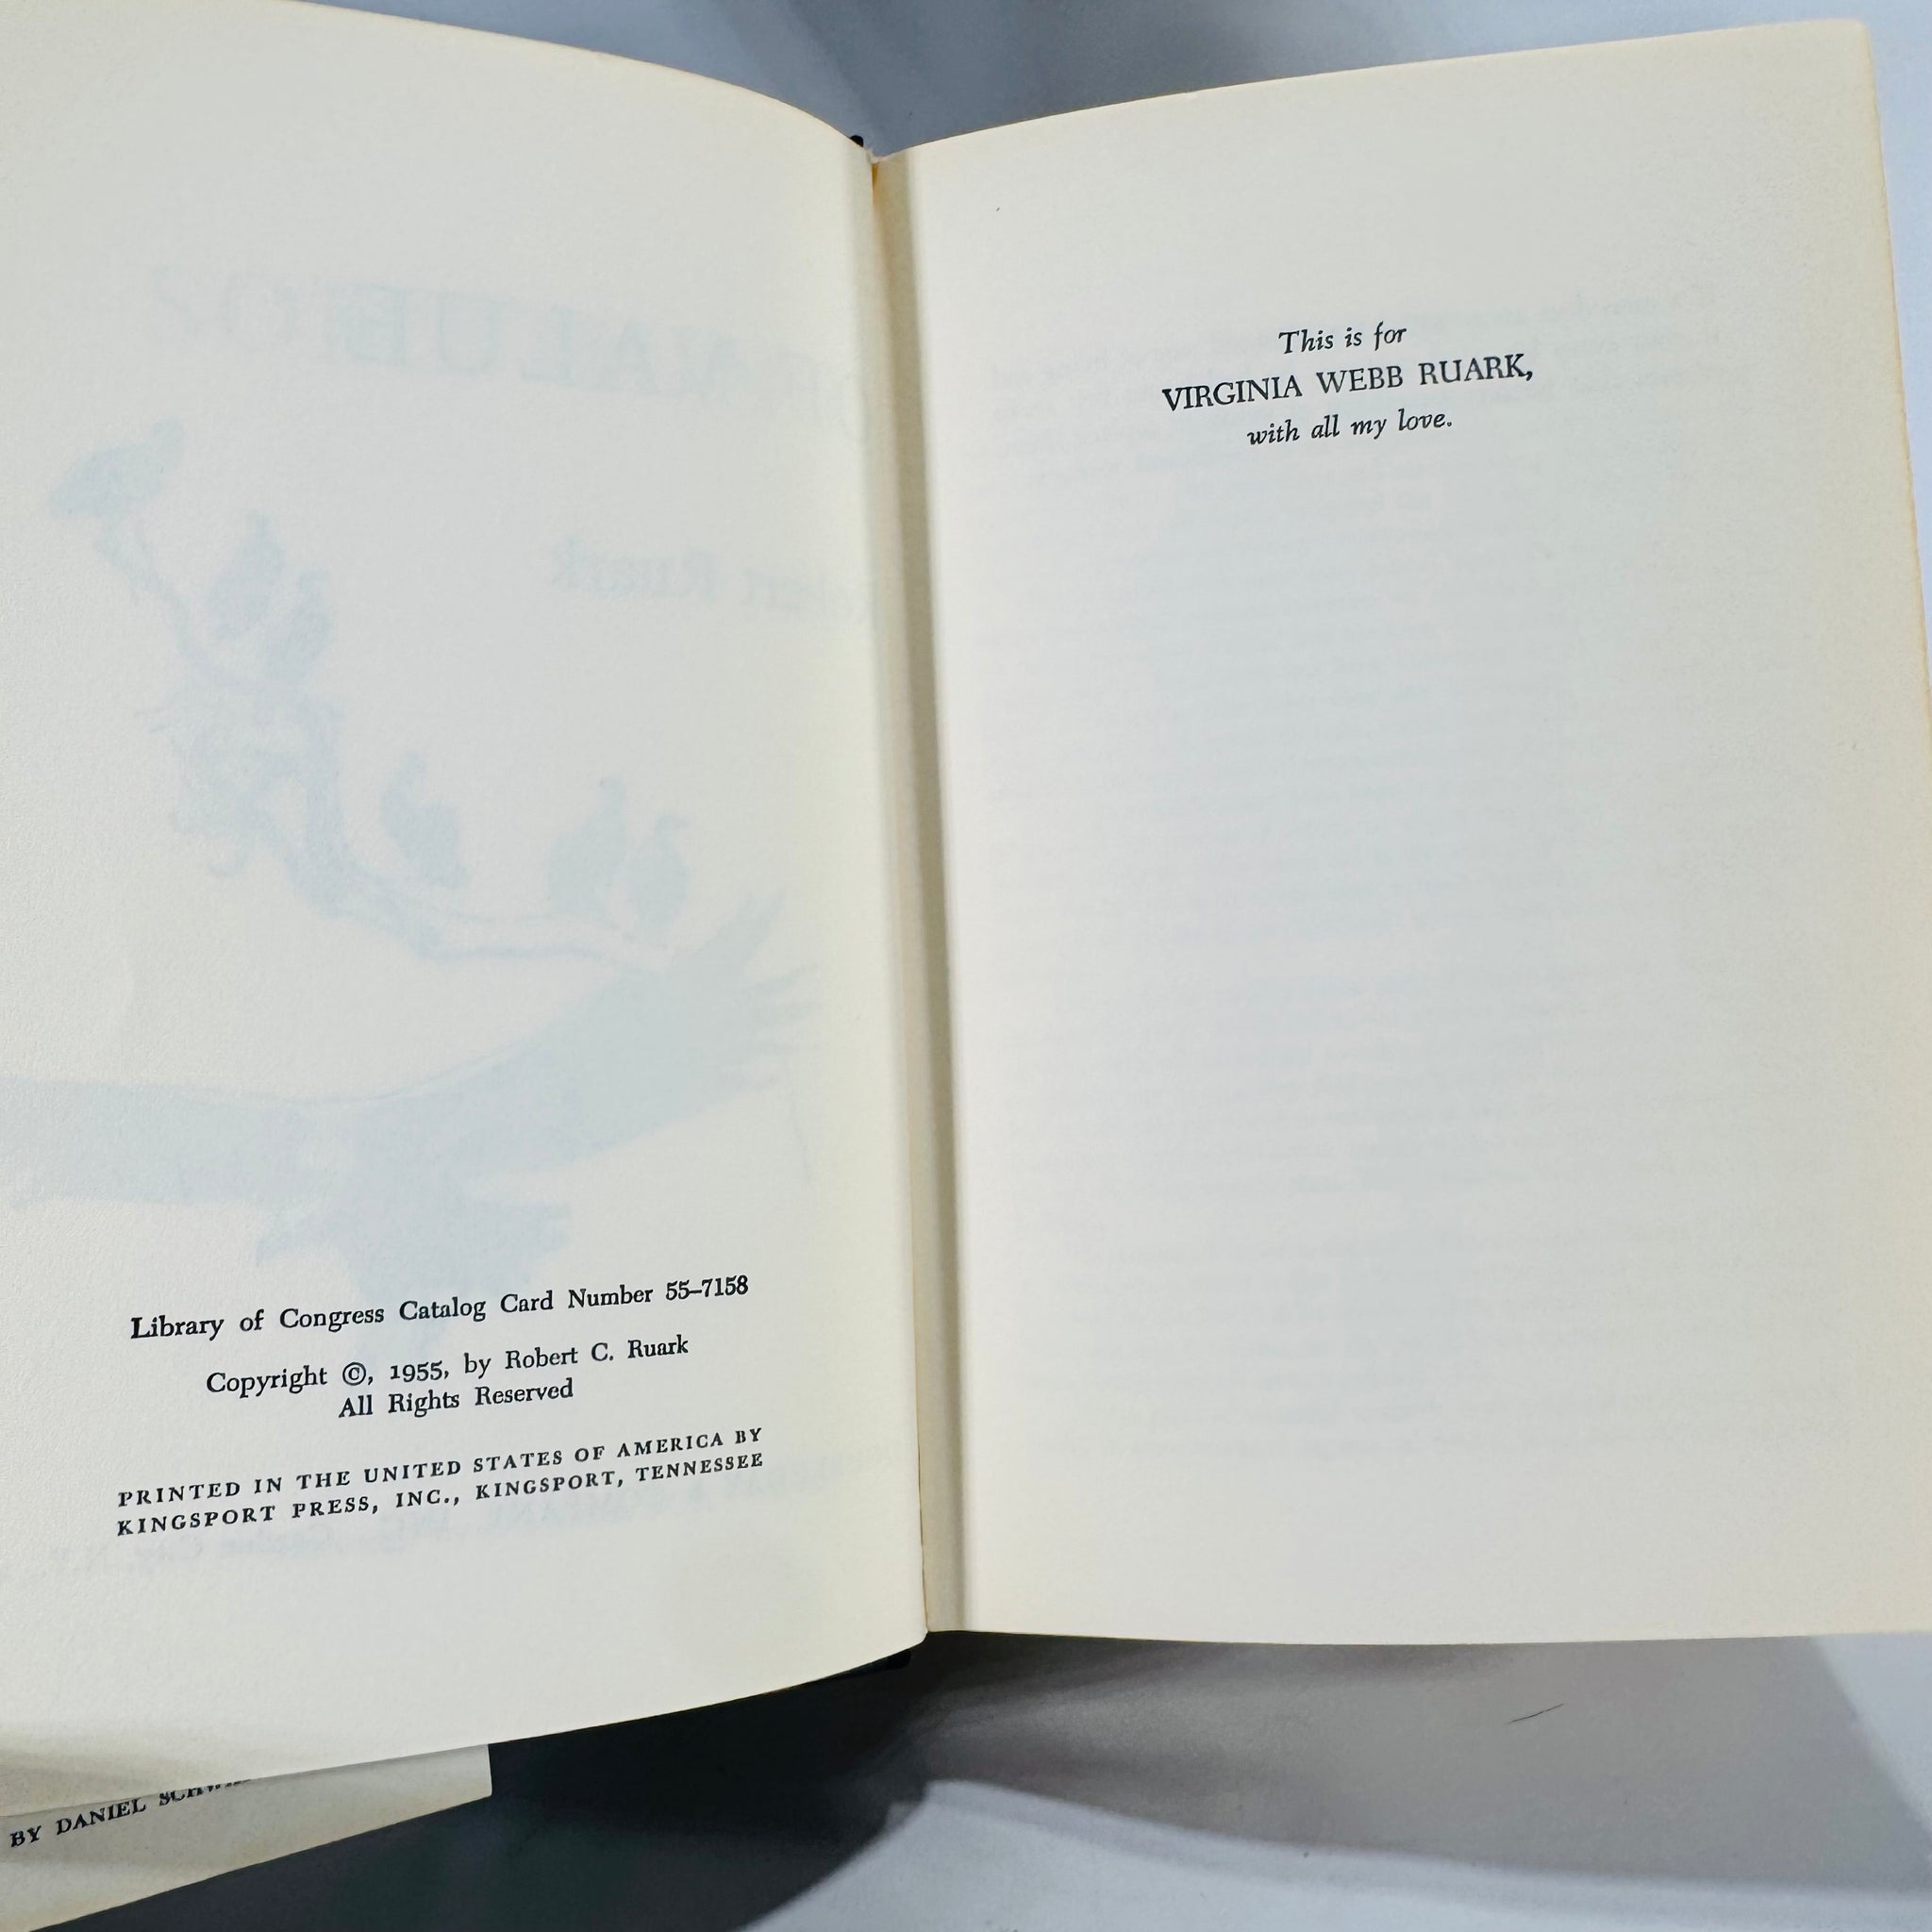 Library of Congress Catalog Card Number 55–7158
Copyright ©, 1955, by Robert C. Ruark
All Rights Reserved
PRINTED IN THE UNITED STATES OF AMERICA BY
KINGSPORT PRESS, INC., KINGSPORT, TENNESSEE
BY DANIEL
This is for
VIRGINIA WEBB RUARK,
with all my love.